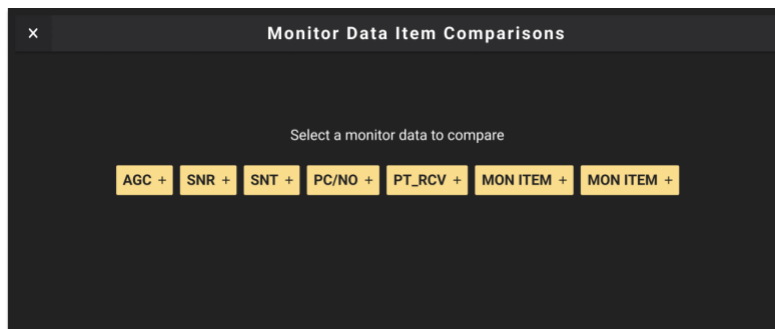 × Monitor Data Item Comparisons
Select a monitor data to compare
AGC + SNR + SNT + PC/NO + PT_RCV + MON ITEM + MON ITEM +